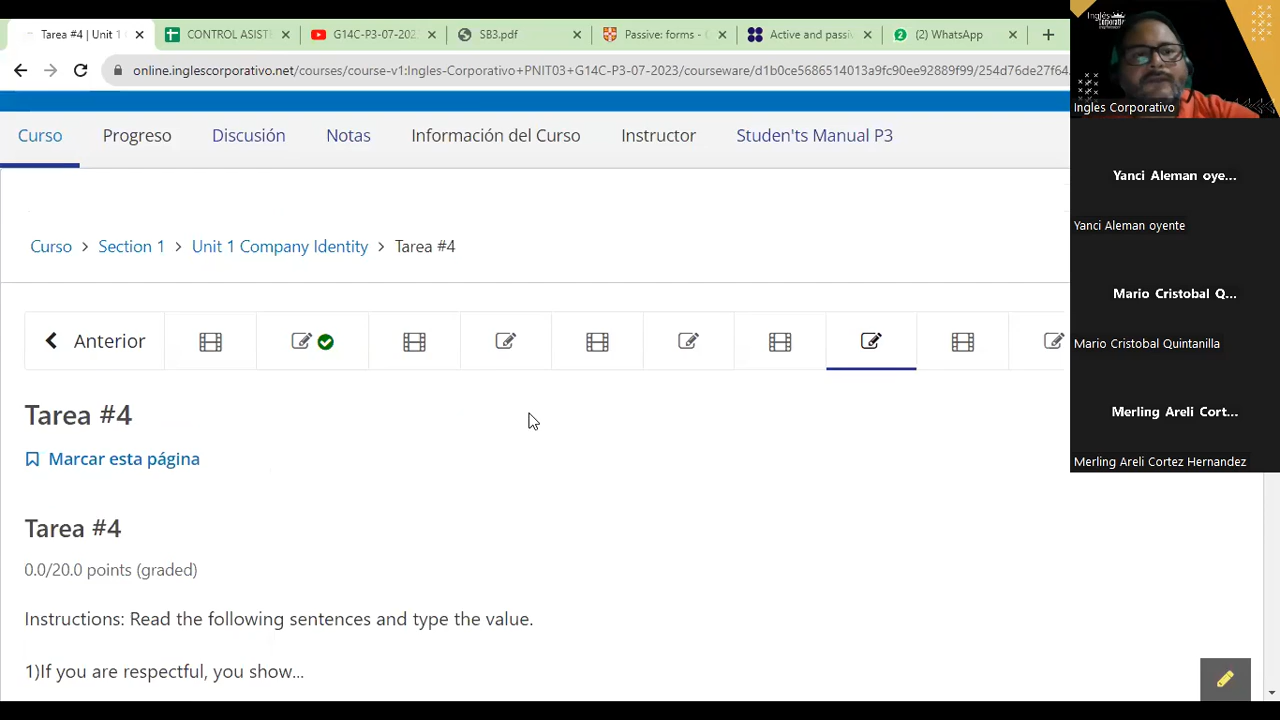 Tarea #4 | Unit 1
CONTROL ASIST
G14C-P3-07-202
SB3.pdf
Passive: forms -
Active and passi
(2) WhatsApp
online.inglescorporativo.net/courses/course-v1:Ingles-Corporativo+PNIT03+G14C-P3-07-2023/courseware/d1b0ce5686514013a9fc90ee92889f99/254d76de27f64
Curso
Progreso
Discusión
Notas
Información del Curso
Instructor
Studen'ts Manual P3
Curso > Section 1 > Unit 1 Company Identity > Tarea #4
Anterior
Tarea #4
Marcar esta página
Tarea #4
0.0/20.0 points (graded)
Instructions: Read the following sentences and type the value.
1)If you are respectful, you show...
Inglés
Corporativo
Ingles Corporativo
Yanci Aleman oye...
Yanci Aleman oyente
Mario Cristobal Q...
Mario Cristobal Quintanilla
Merling Areli Cort...
Merling Areli Cortez Hernandez